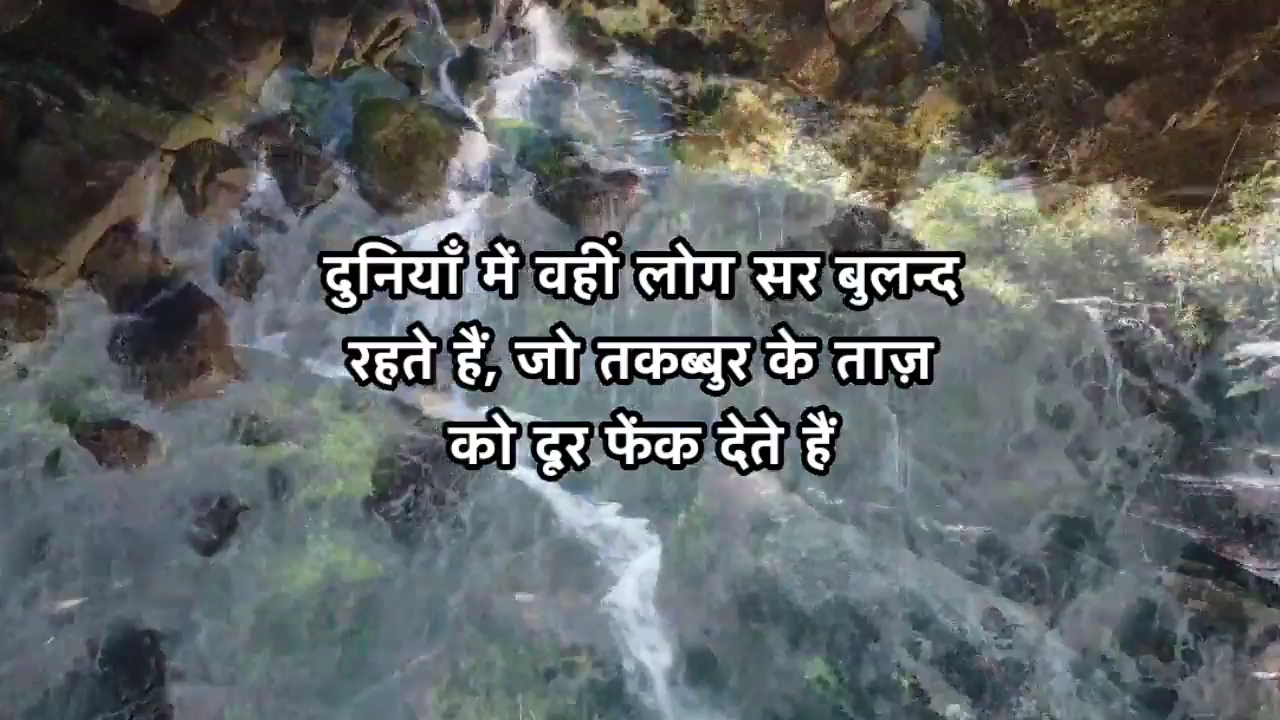 दुनियाँ में वहीं लोग सर बुलन्द
रहते हैं, जो तकब्बुर के ताज़
को दूर फेंक देते हैं